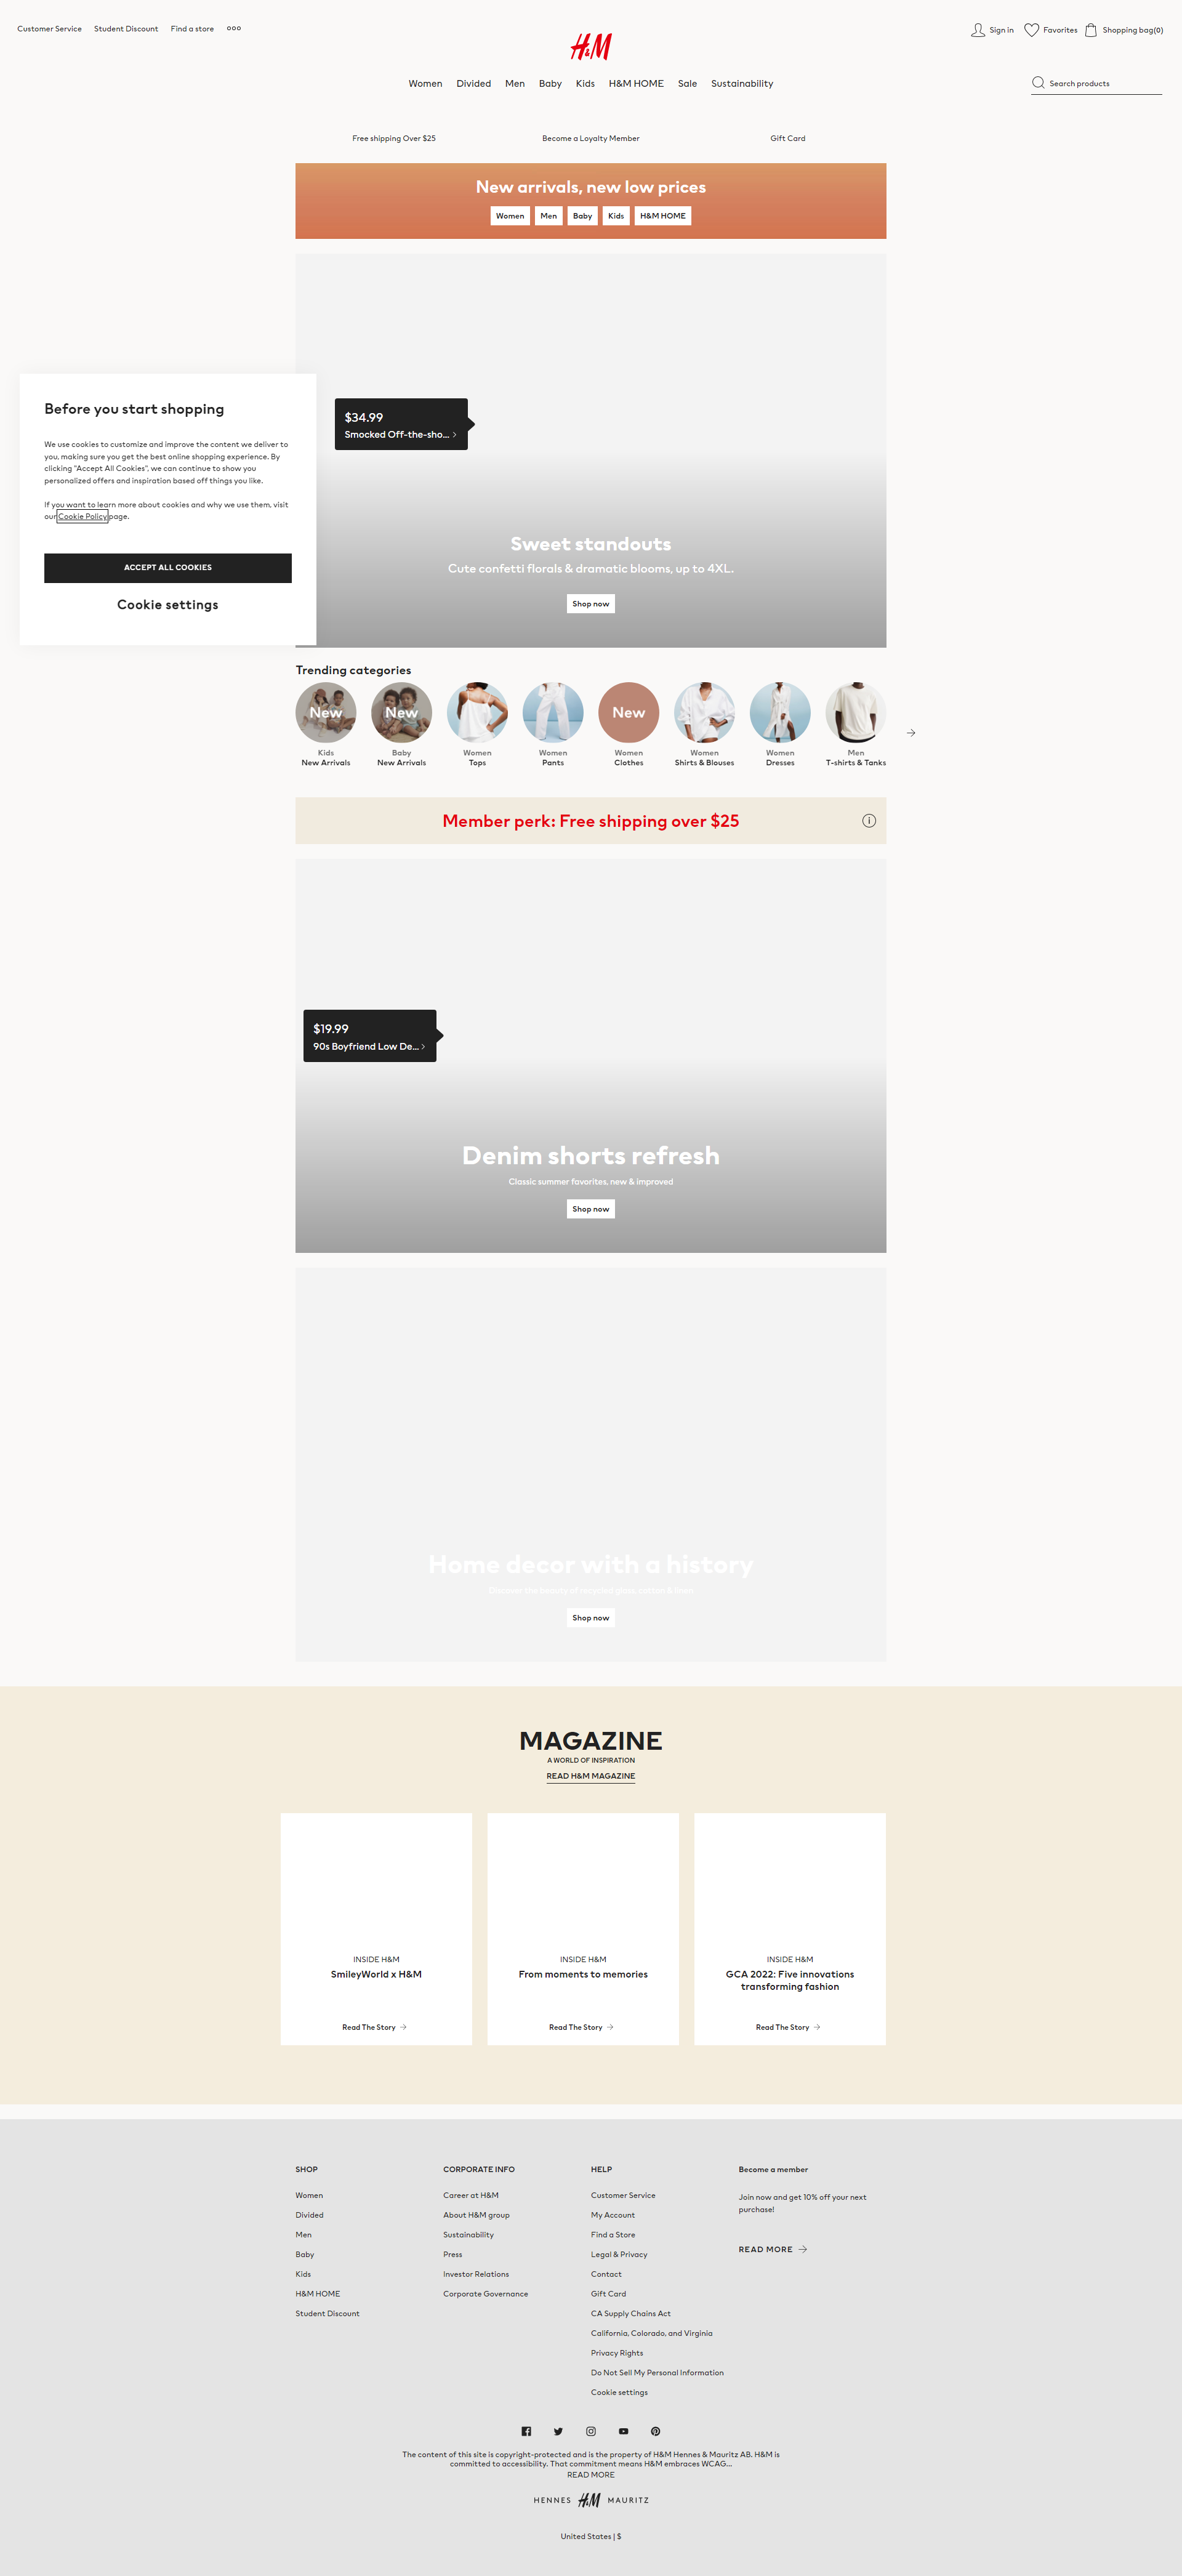 Customer Service Student Discount Find a store
Sign in Favorites Shopping bag(0)
H&M
Women Divided Men Baby Kids H&M HOME Sale Sustainability
Search products
Free shipping Over $25 Become a Loyalty Member Gift Card
New arrivals, new low prices
Women Men Baby Kids H&M HOME
Before you start shopping
We use cookies to customize and improve the content we deliver to
you, making sure you get the best online shopping experience. By
clicking "Accept All Cookies", we can continue to show you
personalized offers and inspiration based off things you like.
If you want to learn more about cookies and why we use them, visit
our Cookie Policy page.
ACCEPT ALL COOKIES
Cookie settings
$34.99
Smocked Off-the-sho...
Sweet standouts
Cute confetti florals & dramatic blooms, up to 4XL.
Shop now
Trending categories
New New New
Kids Baby Women Women Women Women Women Men
New Arrivals New Arrivals Tops Pants Clothes Shirts & Blouses Dresses T-shirts & Tanks
Member perk: Free shipping over $25
$19.99
90s Boyfriend Low De...
Denim shorts refresh
Classic summer favorites, new & improved
Shop now
Home decor with a history
Shop now
MAGAZINE
A WORLD OF INSPIRATION
READ H&M MAGAZINE
INSIDE H&M
SmileyWorld x H&M
Read The Story
INSIDE H&M
From moments to memories
Read The Story
INSIDE H&M
GCA 2022: Five innovations
transforming fashion
Read The Story
SHOP
Women
Divided
Men
Baby
Kids
H&M HOME
Student Discount
CORPORATE INFO
Career at H&M
About H&M group
Sustainability
Press
Investor Relations
Corporate Governance
HELP
Customer Service
My Account
Find a Store
Legal & Privacy
Contact
Gift Card
CA Supply Chains Act
California, Colorado, and Virginia
Privacy Rights
Do Not Sell My Personal Information
Cookie settings
Become a member
Join now and get 10% off your next
purchase!
READ MORE
The content of this site is copyright-protected and is the property of H&M Hennes & Mauritz AB. H&M is
committed to accessibility. That commitment means H&M embraces WCAG...
READ MORE
HENNES H&M MAURITZ
United States | $